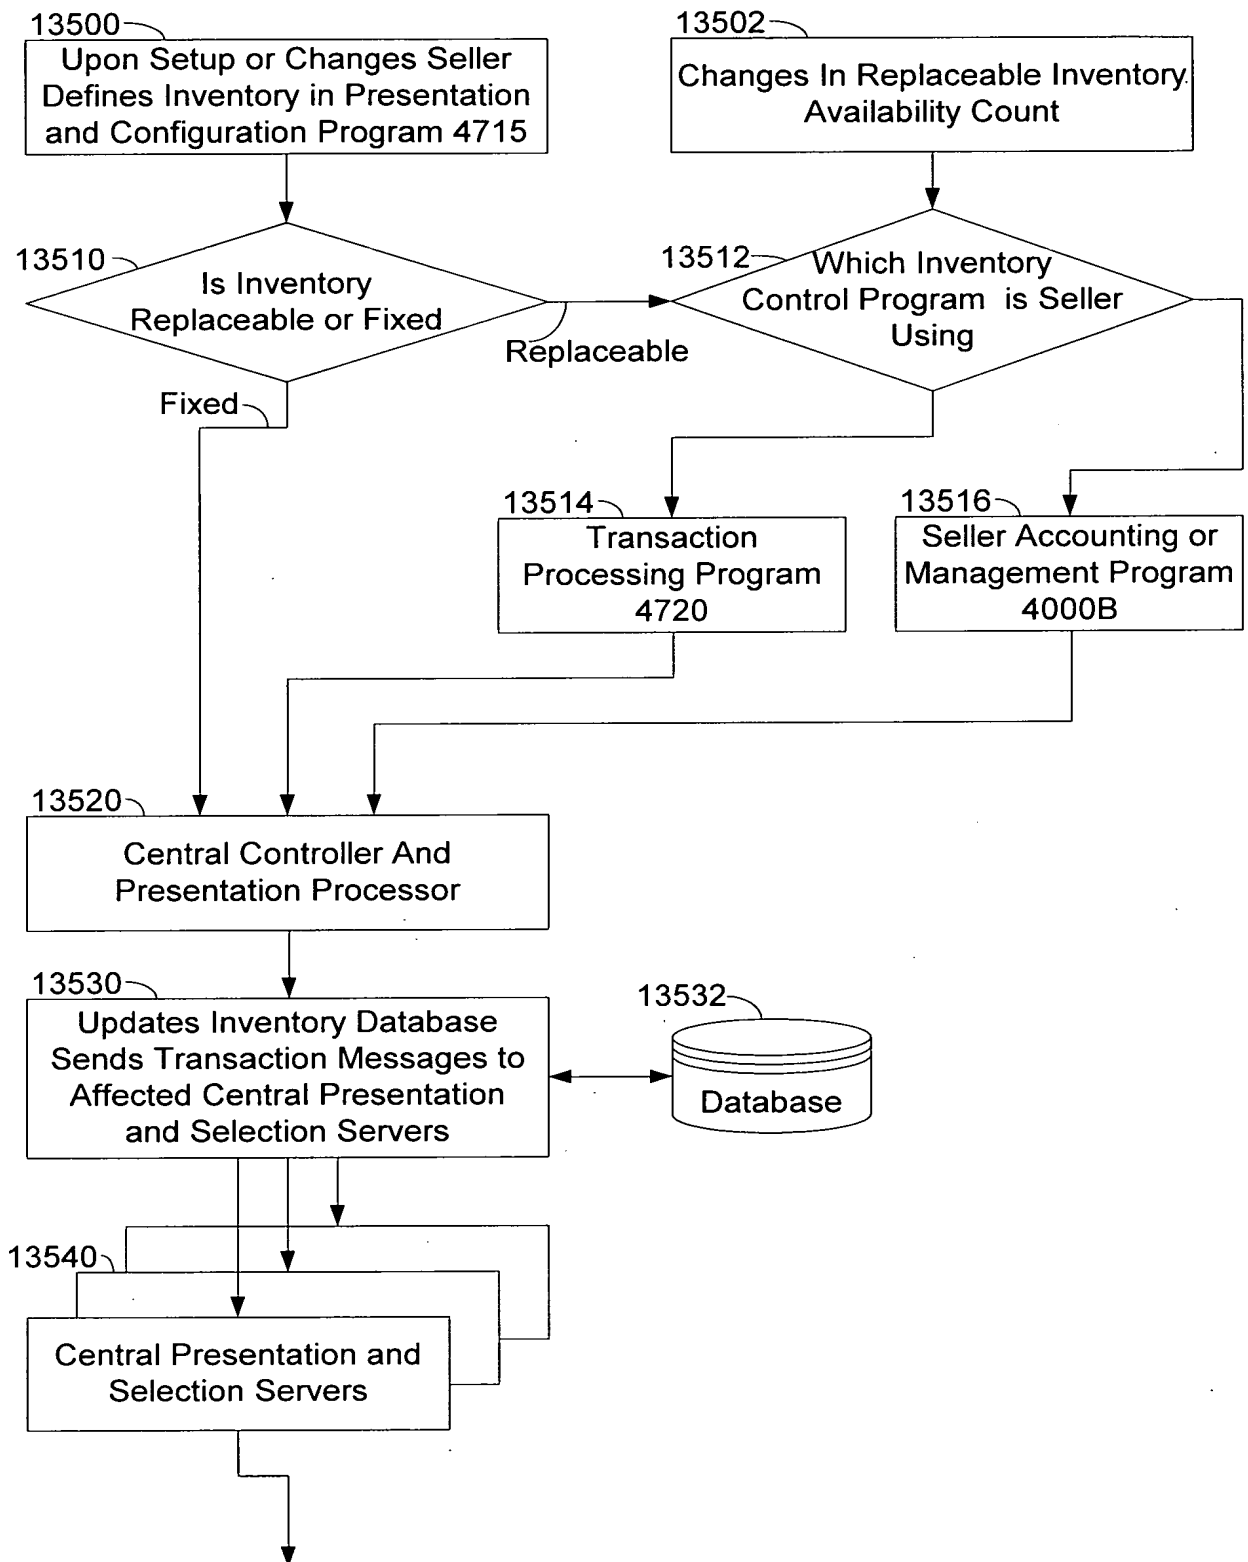 13500
Upon Setup or Changes Seller
Defines Inventory in Presentation
and Configuration Program 4715
13502
Changes In Replaceable Inventory
Availability Count
13510
Is Inventory
Replaceable or Fixed
Replaceable
Fixed
13512
Which Inventory
Control Program is Seller
Using
13514
Transaction
Processing Program
4720
13516
Seller Accounting or
Management Program
4000B
13520
Central Controller And
Presentation Processor
13530
Updates Inventory Database
Sends Transaction Messages to
Affected Central Presentation
and Selection Servers
13532
Database
13540
Central Presentation and
Selection Servers